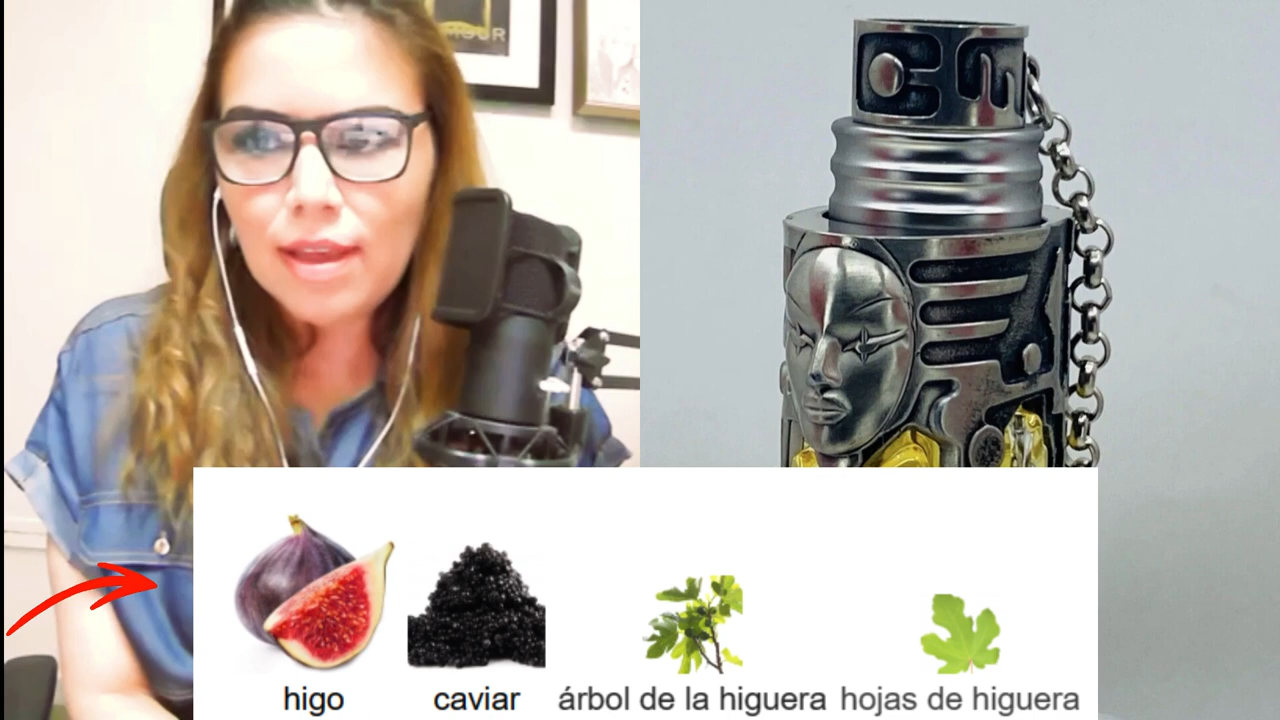 higo
caviar
árbol de la higuera
hojas de higuera